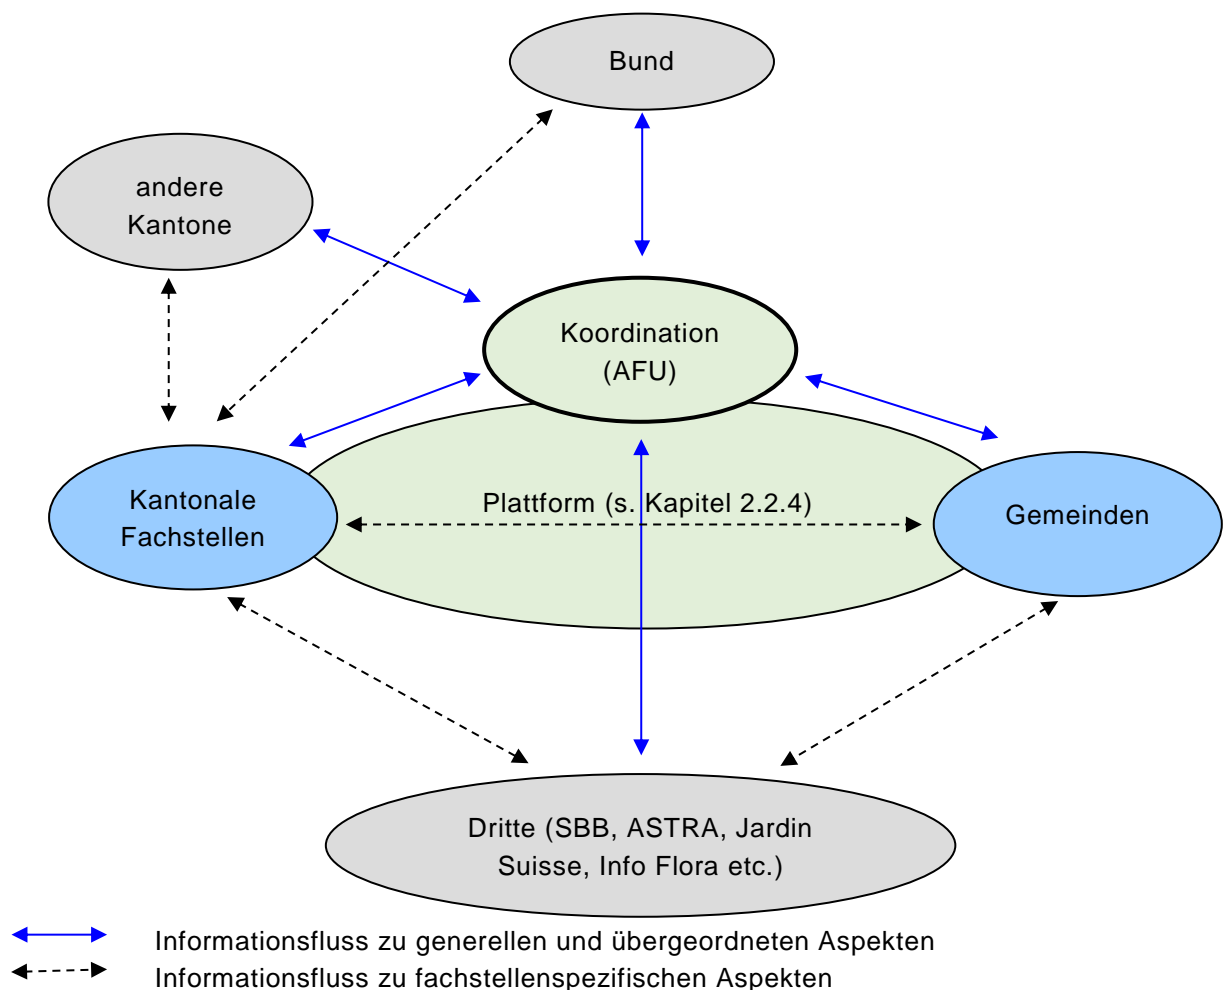 Bund
andere
Kantone
Koordination
(AFU)
Kantonale
Fachstellen
Plattform (s. Kapitel 2.2.4)
Gemeinden
Dritte (SBB, ASTRA, Jardin
Suisse, Info Flora etc.)
Informationsfluss zu generellen und übergeordneten Aspekten
Informationsfluss zu fachstellenspezifischen Aspekten